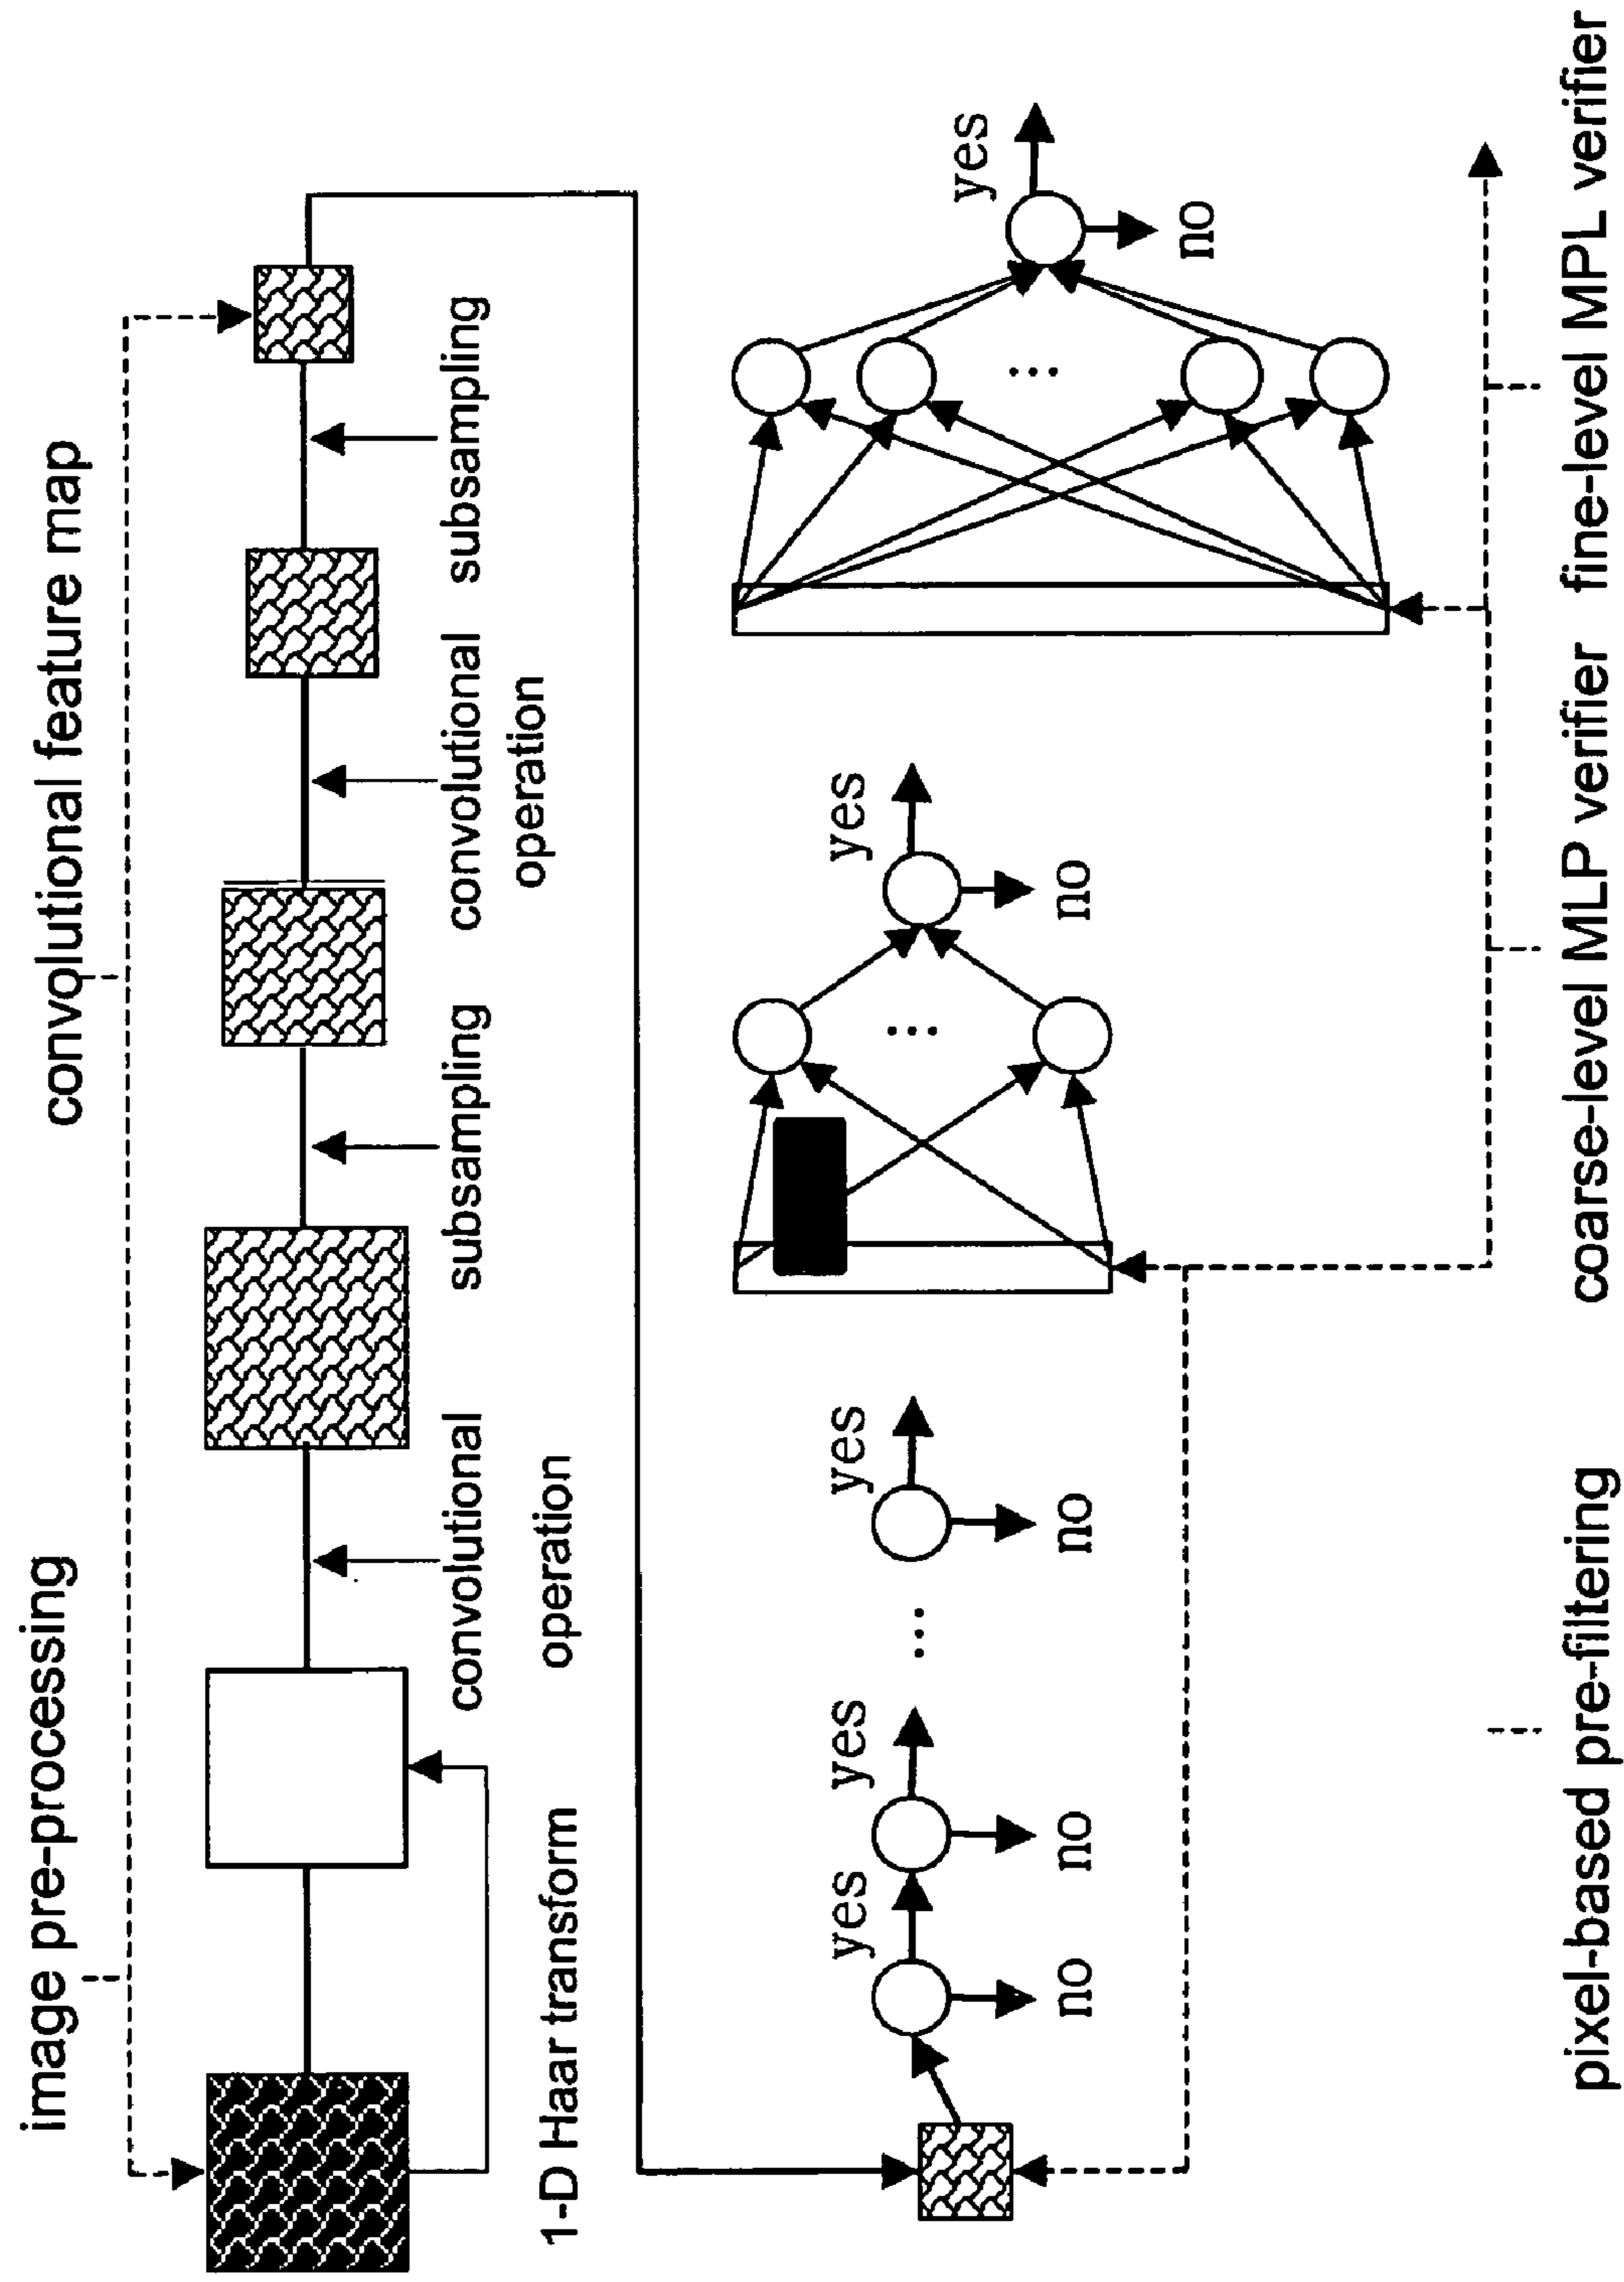 image pre-processing
convolutional feature map
convolutional
operation
subsampling
convolutional
operation
subsampling
1-D Haar transform
yes
yes
...
yes
no
no
no
yes
...
no
yes
...
no
pixel-based pre-filtering
coarse-level MLP verifier
fine-level MPL verifier